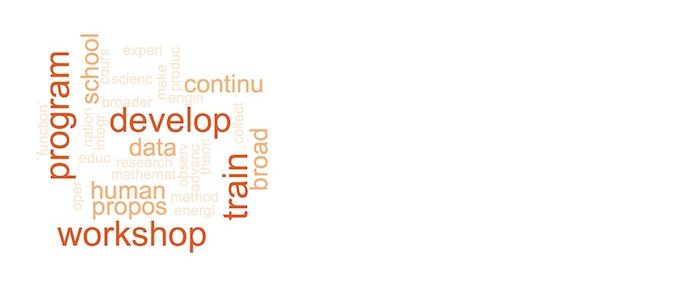 school
cours
experi
produc
scienc
make
continu
program
broader
engin
`function`
nation
integr
develop
collect
data
broad
educ
research
observ
theori
mathemat
advanc
train
human
oper
method
propos
energi
workshop